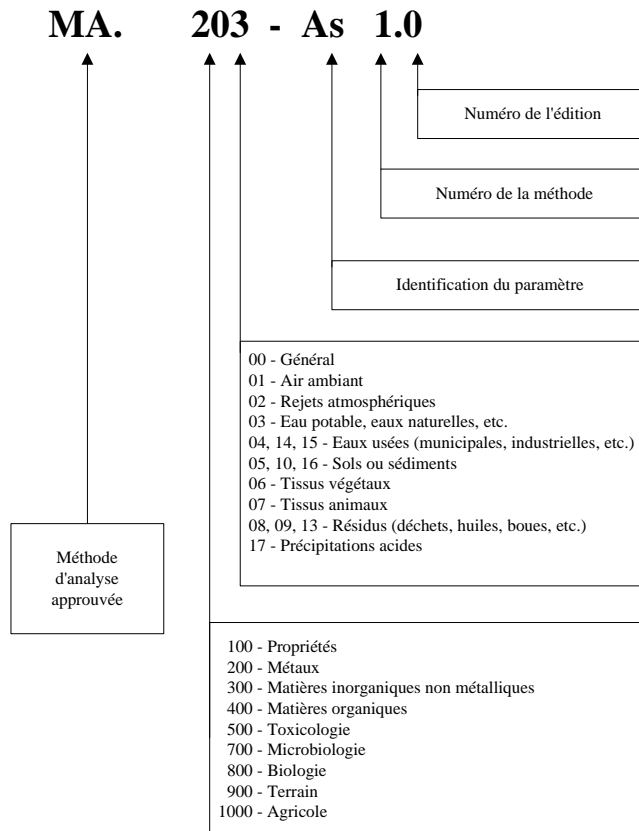 MA. 203 - As 1.0
Numéro de l'édition
Numéro de la méthode
Identification du paramètre
00 - Général
01 - Air ambiant
02 - Rejets atmosphériques
03 - Eau potable, eaux naturelles, etc.
04, 14, 15 - Eaux usées (municipales, industrielles, etc.)
05, 10, 16 - Sols ou sédiments
06 - Tissus végétaux
07 - Tissus animaux
08, 09, 13 - Résidus (déchets, huiles, boues, etc.)
17 - Précipitations acides
Méthode
d'analyse
approuvée
100 - Propriétés
200 - Métaux
300 - Matières inorganiques non métalliques
400 - Matières organiques
500 - Toxicologie
700 - Microbiologie
800 - Biologie
900 - Terrain
1000 - Agricole